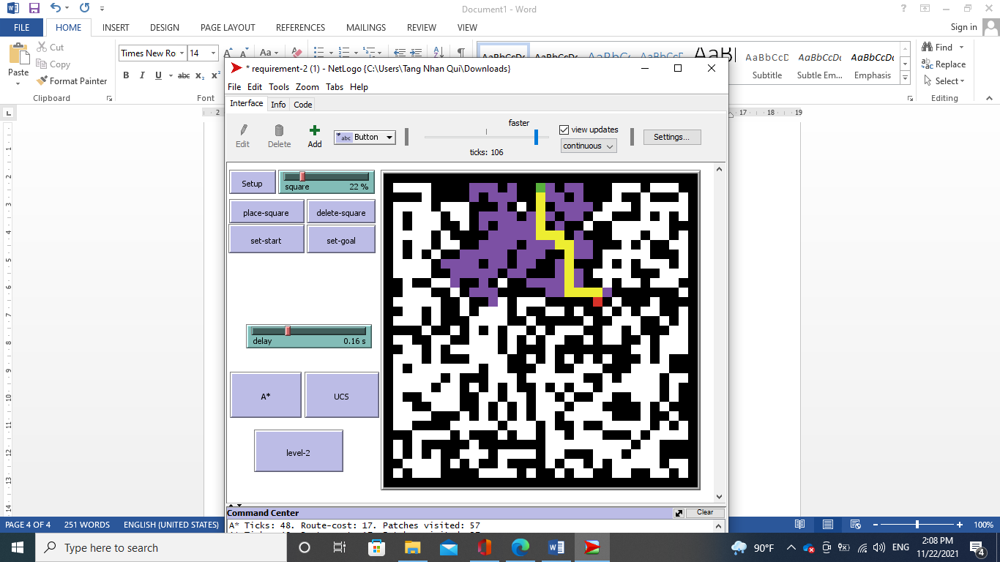 Document1 - Word
FILE HOME INSERT DESIGN PAGE LAYOUT REFERENCES MAILINGS REVIEW VIEW Sign in
Paste
Cut
Copy
Format Painter
Clipboard
Times New Ro 14
B I U abc
Font
AaBbCcDc AaBbCcDc
AaBbCcD AaBbCcDc AaBbCcDc
Subtitle Subtle Em... Emphasis
Find
Replace
Select
Editing
* requirement-2 (1) - NetLogo {C:\Users\Tang Nhan Qui\Downloads}
File Edit Tools Zoom Tabs Help
Interface Info Code
Edit Delete Add
abc Button
faster
ticks: 106
view updates
continuous
Settings...
Setup
square 22 %
place-square delete-square
set-start set-goal
delay 0.16 s
A* UCS
level-2
Command Center Clear
A* Ticks: 48. Route-cost: 17. Patches visited: 57
PAGE 4 OF 4 251 WORDS ENGLISH (UNITED STATES) 100%
Type here to search
90°F ENG
2:08 PM
11/22/2021
4